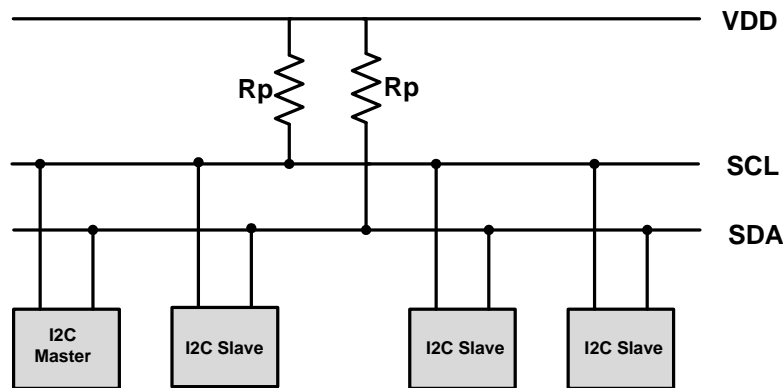 VDD
Rp
Rp
SCL
SDA
I2C
Master
I2C Slave
I2C Slave
I2C Slave